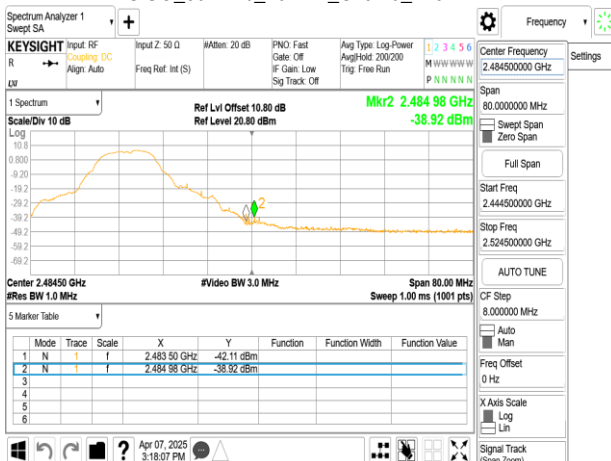 Spectrum Analyzer 1
Swept SA
+
Frequency
KEYSIGHT
R
LXI
Input: RF
Coupling: DC
Align: Auto
Input Z: 50 Ω
Freq Ref: Int (S)
#Atten: 20 dB
PNO: Fast
Gate: Off
IF Gain: Low
Sig Track: Off
Avg Type: Log-Power
Avg|Hold: 200/200
Trig: Free Run
1 2 3 4 5 6
M W W W W W
P N N N N N
1 Spectrum
Scale/Div 10 dB
Ref Lvl Offset 10.80 dB
Ref Level 20.80 dBm
Mkr2 2.484 98 GHz
-38.92 dBm
Log
10.8
0.800
-9.20
-19.2
-29.2
-39.2
-49.2
-59.2
-69.2
2
Center 2.48450 GHz
#Res BW 1.0 MHz
#Video BW 3.0 MHz
Span 80.00 MHz
Sweep 1.00 ms (1001 pts)
5 Marker Table
Mode Trace Scale X Y Function Function Width Function Value
1 N 1 f 2.483 50 GHz -42.11 dBm
2 N 1 f 2.484 98 GHz -38.92 dBm
3
4
5
6
?
Apr 07, 2025
3:18:07 PM
Center Frequency
2.484500000 GHz
Settings
Span
80.0000000 MHz
Swept Span
Zero Span
Full Span
Start Freq
2.444500000 GHz
Stop Freq
2.524500000 GHz
AUTO TUNE
CF Step
8.000000 MHz
Auto
Man
Freq Offset
0 Hz
X Axis Scale
Log
Lin
Signal Track
(Span Zoom)